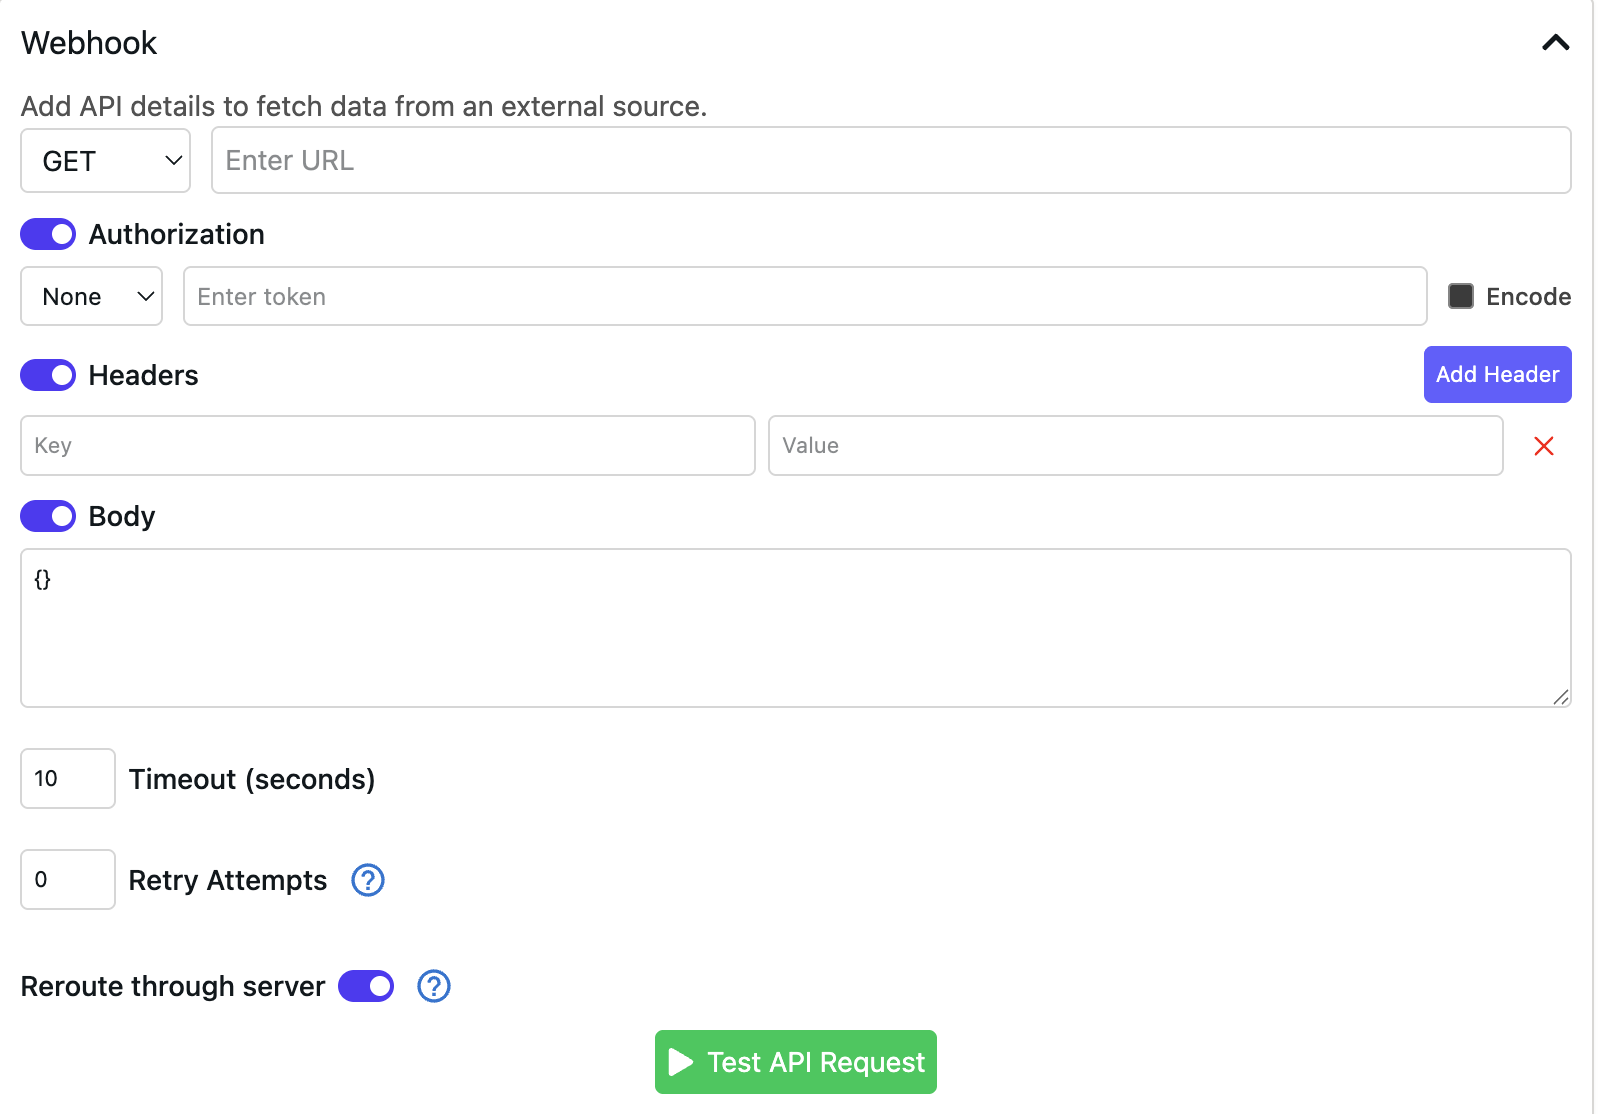 Webhook
Add API details to fetch data from an external source.
GET Enter URL
Authorization
None Enter token Encode
Headers Add Header
Key Value
Body
{}
10 Timeout (seconds)
0 Retry Attempts ?
Reroute through server ?
Test API Request